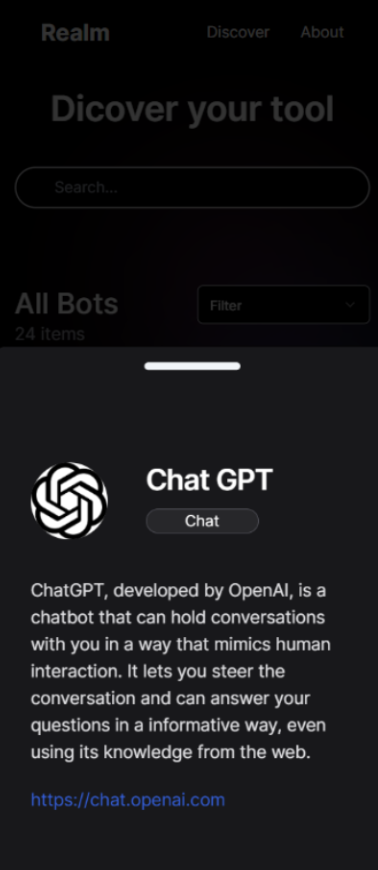 Realm
Discover
About
Dicover your tool
Search...
All Bots
24 items
Filter
Chat GPT
Chat
ChatGPT, developed by OpenAI, is a
chatbot that can hold conversations
with you in a way that mimics human
interaction. It lets you steer the
conversation and can answer your
questions in a informative way, even
using its knowledge from the web.
https://chat.openai.com